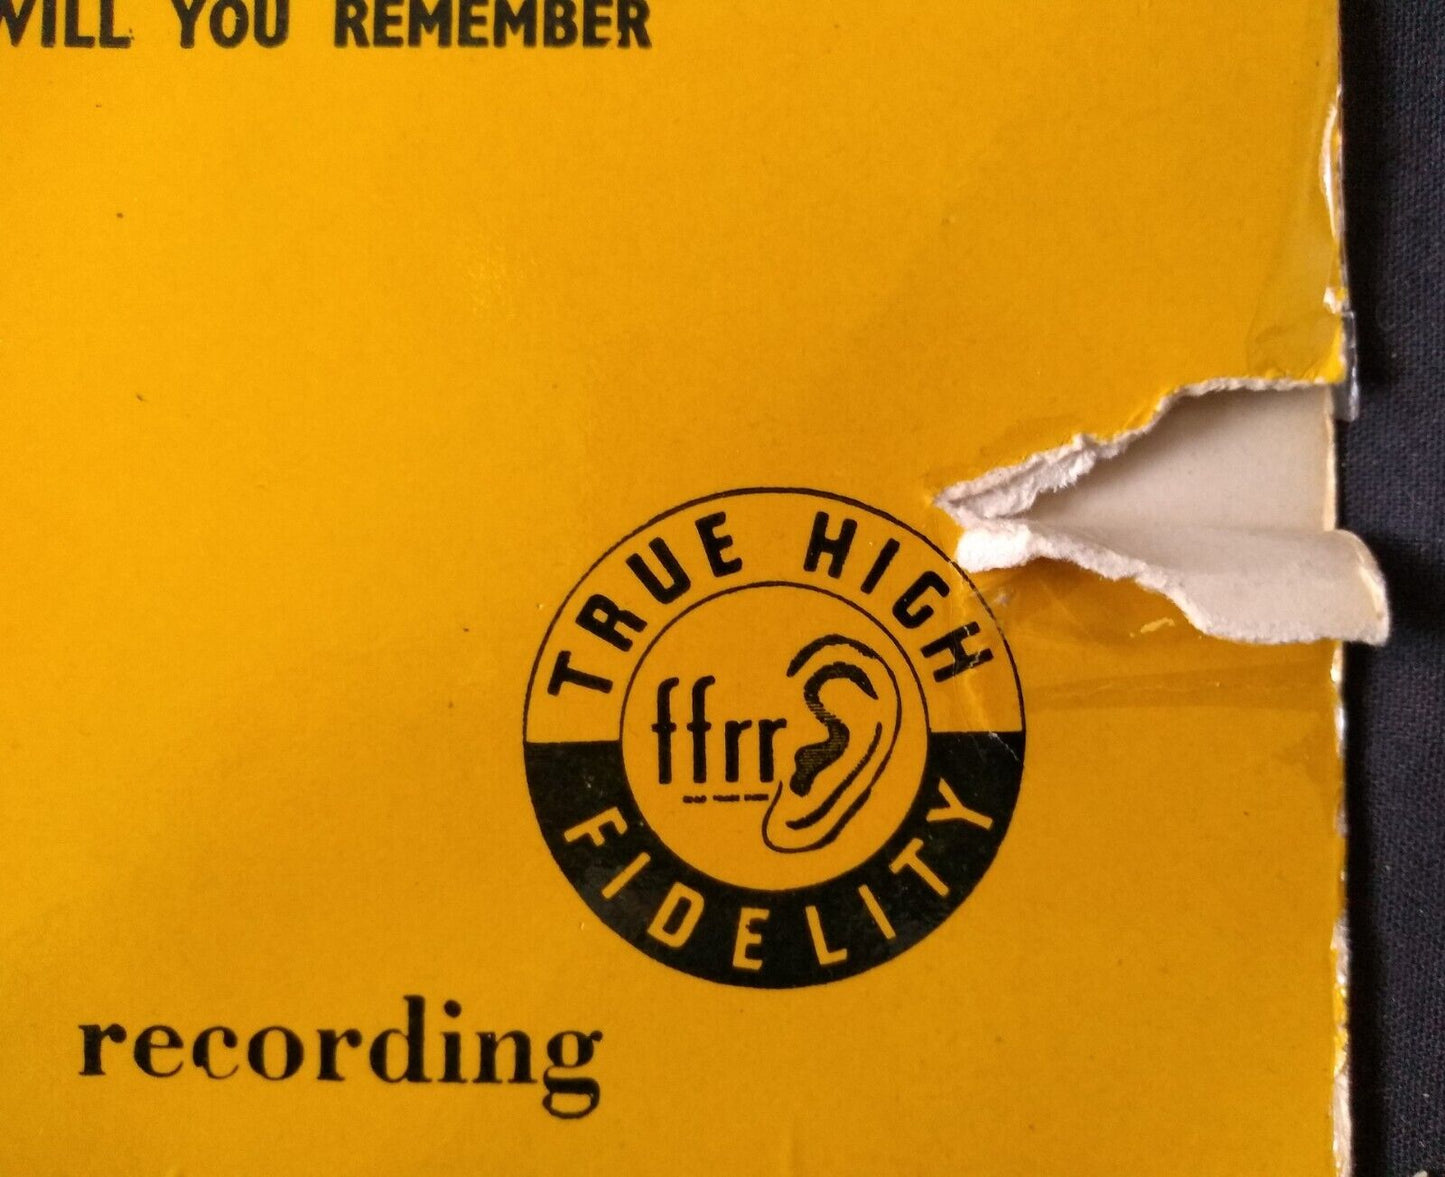 WILL YOU REMEMBER
TRUE HIGH
ffrr
FIDELITY
recording